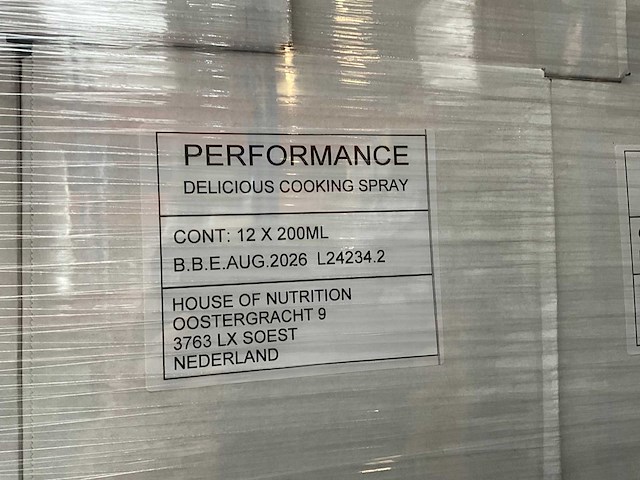 PERFORMANCE
DELICIOUS COOKING SPRAY
CONT: 12 X 200ML
B.B.E.AUG.2026 L24234.2
HOUSE OF NUTRITION
OOSTERGRACHT 9
3763 LX SOEST
NEDERLAND